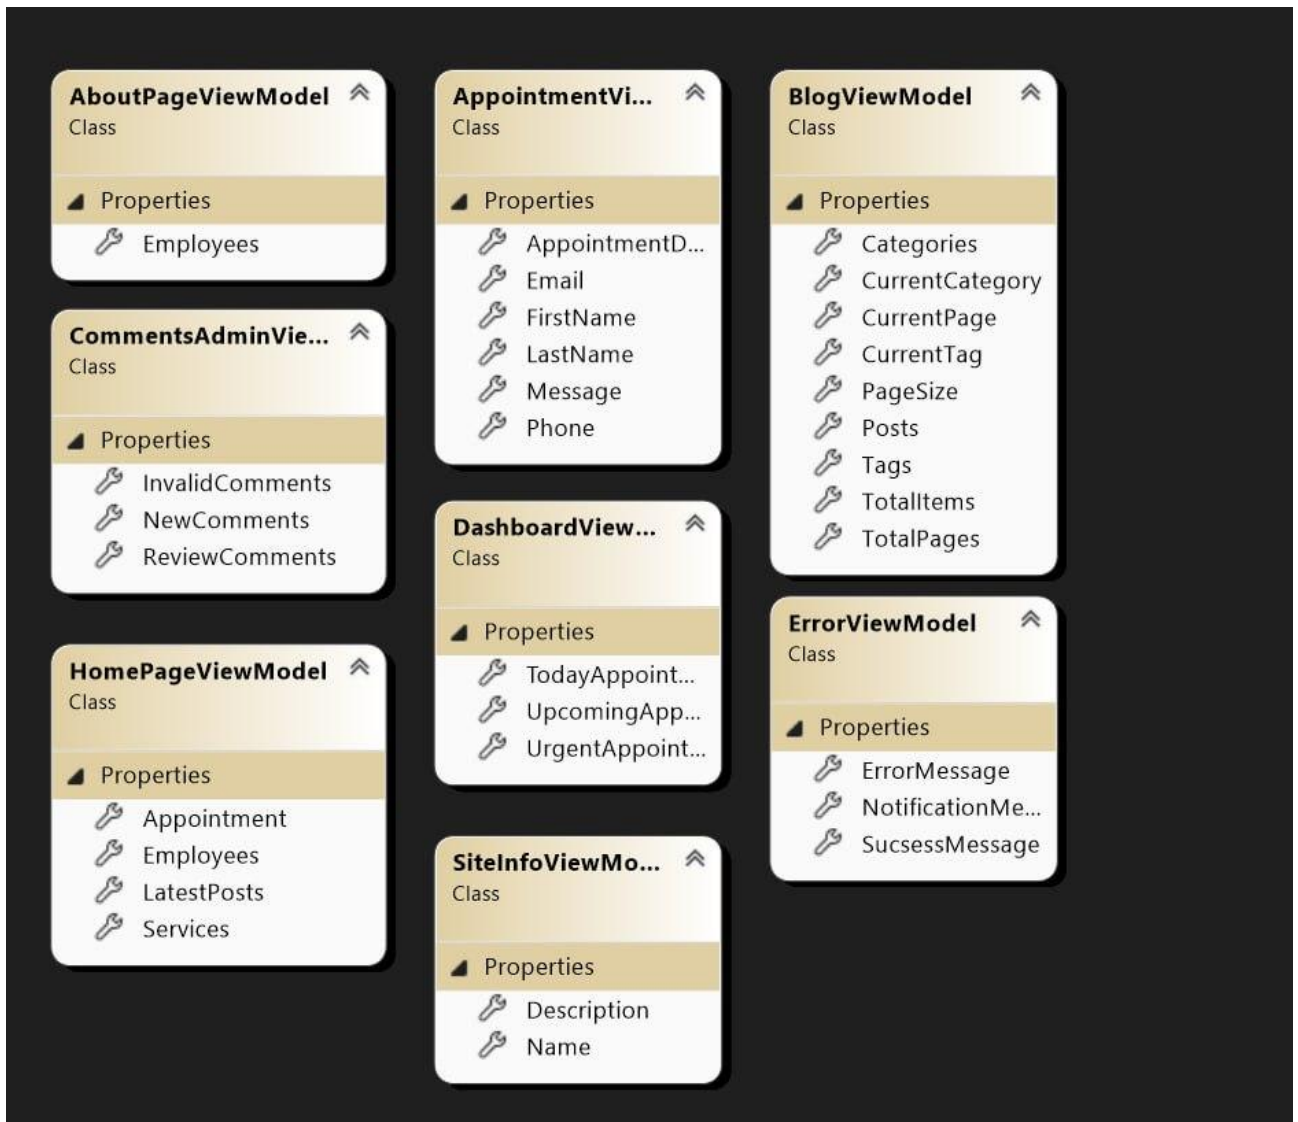 AboutPageViewModel
Class
Properties
Employees
CommentsAdminVie...
Class
Properties
InvalidComments
NewComments
ReviewComments
HomePageViewModel
Class
Properties
Appointment
Employees
LatestPosts
Services
AppointmentVi...
Class
Properties
AppointmentD...
Email
FirstName
LastName
Message
Phone
DashboardView...
Class
Properties
TodayAppoint...
UpcomingApp...
UrgentAppoint...
SiteInfoViewMo...
Class
Properties
Description
Name
BlogViewModel
Class
Properties
Categories
CurrentCategory
CurrentPage
CurrentTag
PageSize
Posts
Tags
TotalItems
TotalPages
ErrorViewModel
Class
Properties
ErrorMessage
NotificationMe...
SucsessMessage